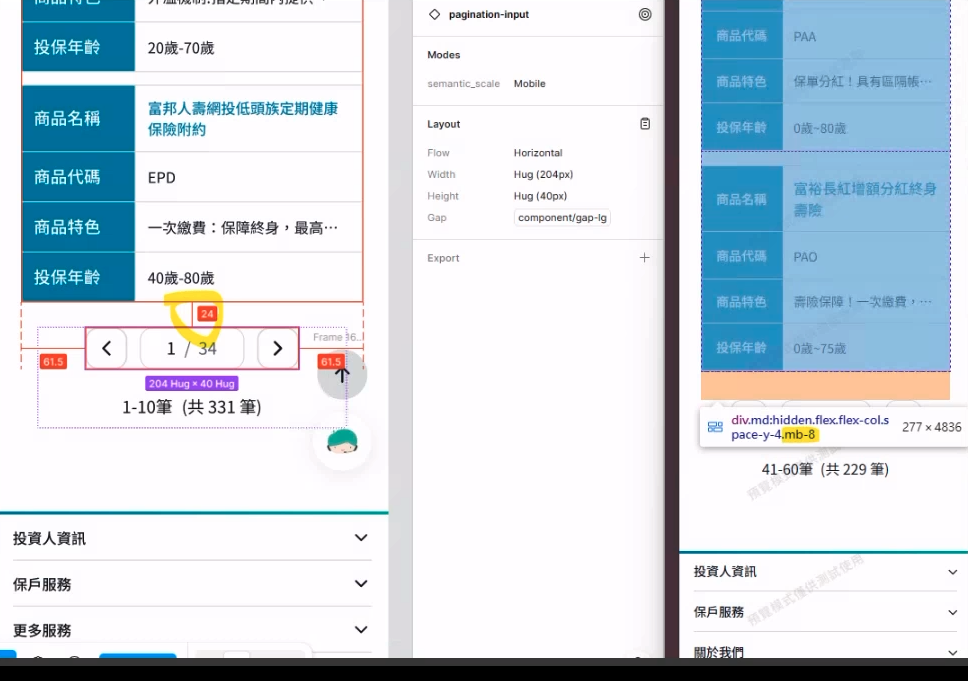 投保年齡
20歲-70歲
商品名稱
富邦人壽網投低頭族定期健康
保險附約
商品代碼
EPD
商品特色
一次繳費：保障終身，最高…
投保年齡
40歲-80歲
24
1 / 34
61.5
61.5
204 Hug × 40 Hug
1-10筆 (共 331 筆)
投資人資訊
保戶服務
更多服務
pagination-input
Modes
semantic_scale
Mobile
Layout
Flow
Horizontal
Width
Hug (204px)
Height
Hug (40px)
Gap
component/gap-lg
Export
商品代碼
PAA
商品特色
保單分紅！具有區隔帳…
投保年齡
0歲~80歲
商品名稱
富裕長紅增額分紅終身
壽險
商品代碼
PAO
商品特色
壽險保障！一次繳費，…
投保年齡
0歲~75歲
div.md:hidden.flex.flex-col.s
pace-y-4.mb-8
277 × 4836
41-60筆 (共 229 筆)
預覽模式僅供測試使用
投資人資訊
保戶服務
關於我們